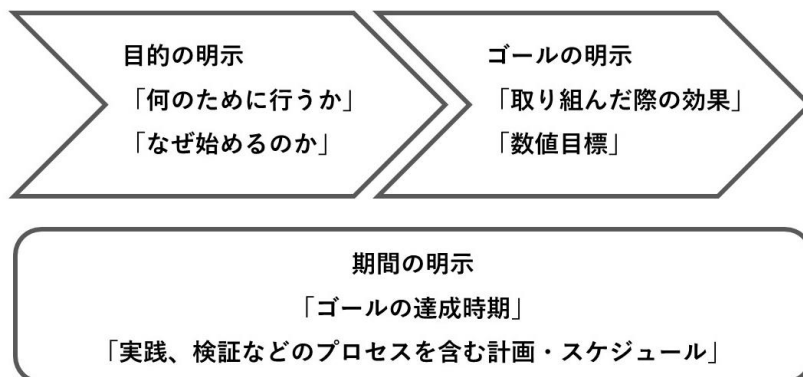 目的の明示
「何のために行うか」
「なぜ始めるのか」
ゴールの明示
「取り組んだ際の効果」
「数値目標」
期間の明示
「ゴールの達成時期」
「実践、検証などのプロセスを含む計画・スケジュール」